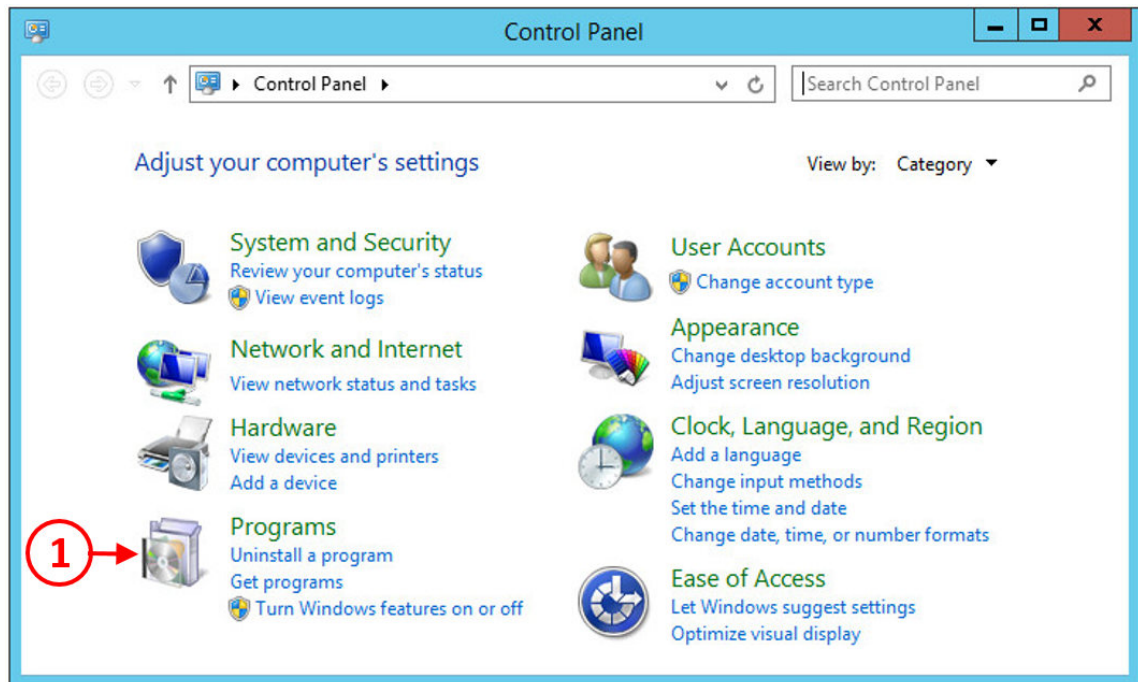 Control Panel
Control Panel
Search Control Panel
Adjust your computer's settings
View by: Category
System and Security
Review your computer's status
View event logs
Network and Internet
View network status and tasks
Hardware
View devices and printers
Add a device
1
Programs
Uninstall a program
Get programs
Turn Windows features on or off
User Accounts
Change account type
Appearance
Change desktop background
Adjust screen resolution
Clock, Language, and Region
Add a language
Change input methods
Set the time and date
Change date, time, or number formats
Ease of Access
Let Windows suggest settings
Optimize visual display